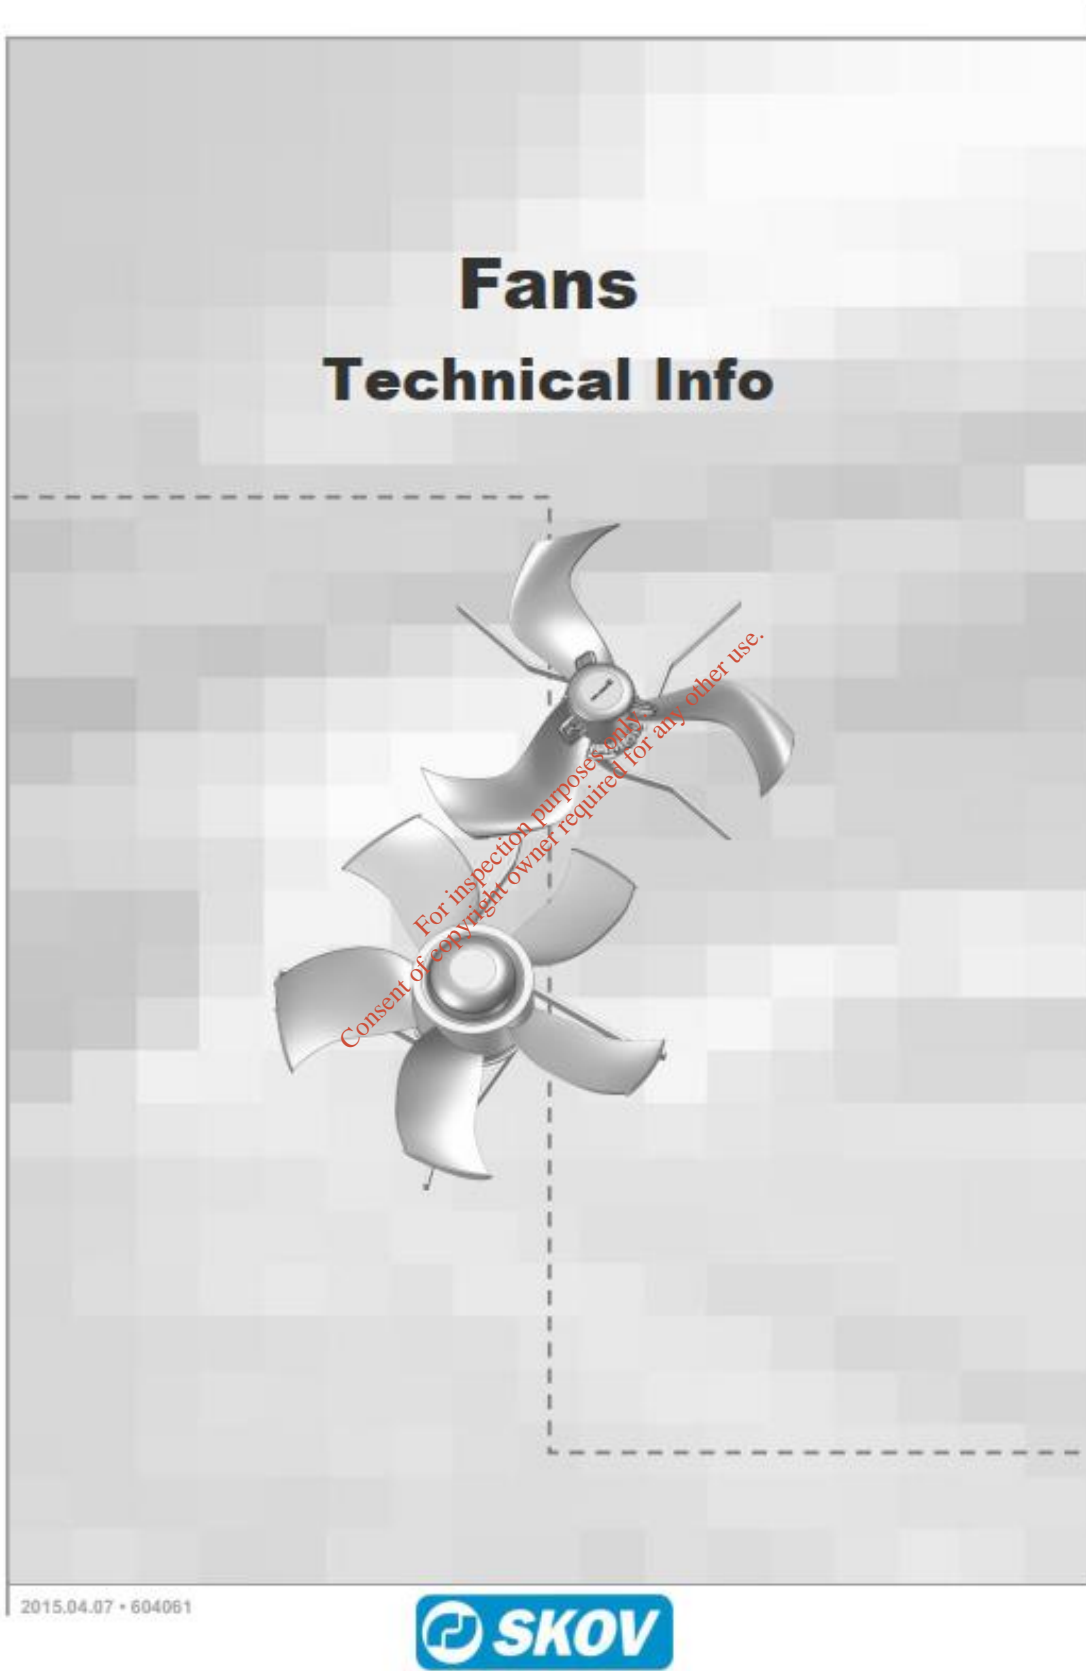 Fans
Technical Info
For inspection purposes only.
Consent of copyright owner required for any other use.
2015.04.07 • 604061
SKOV